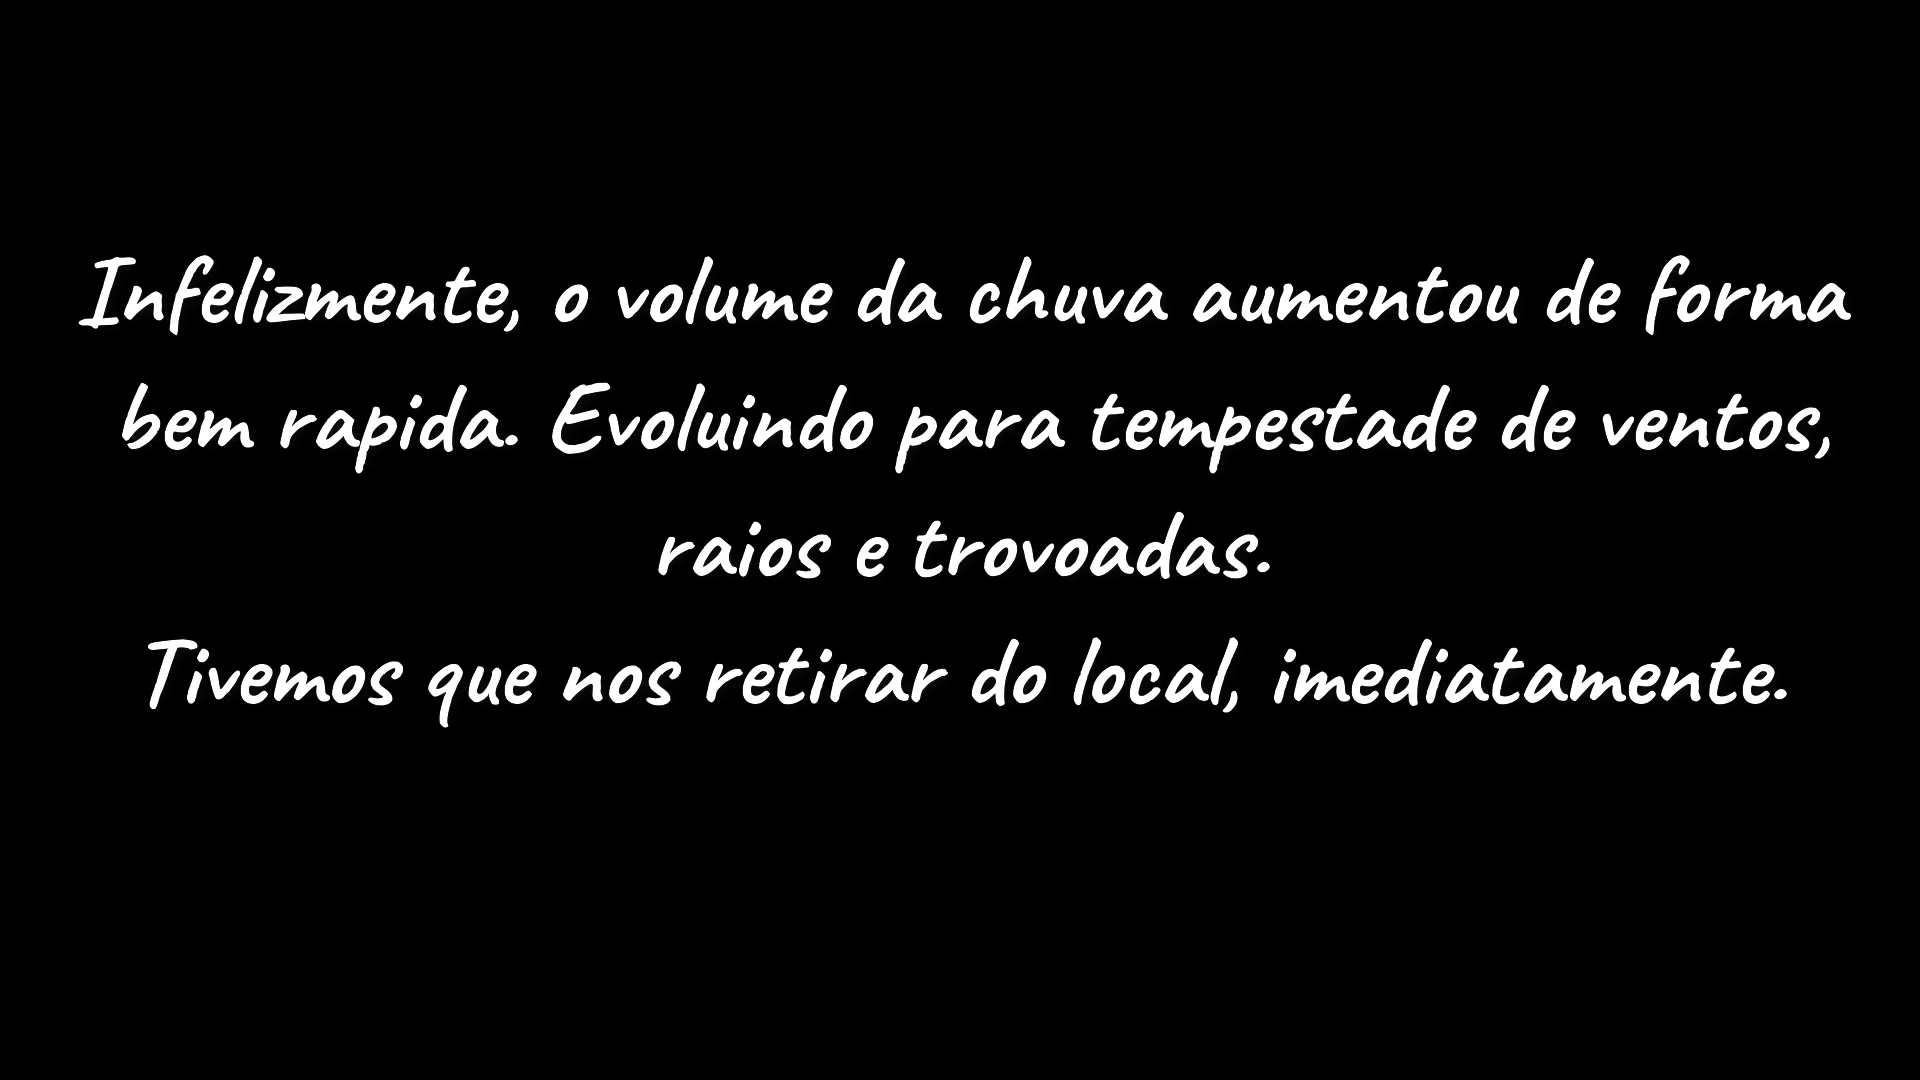 Infelizmente, o volume da chuva aumentou de forma
bem rapida. Evoluindo para tempestade de ventos,
raios e trovoadas.
Tivemos que nos retirar do local, imediatamente.